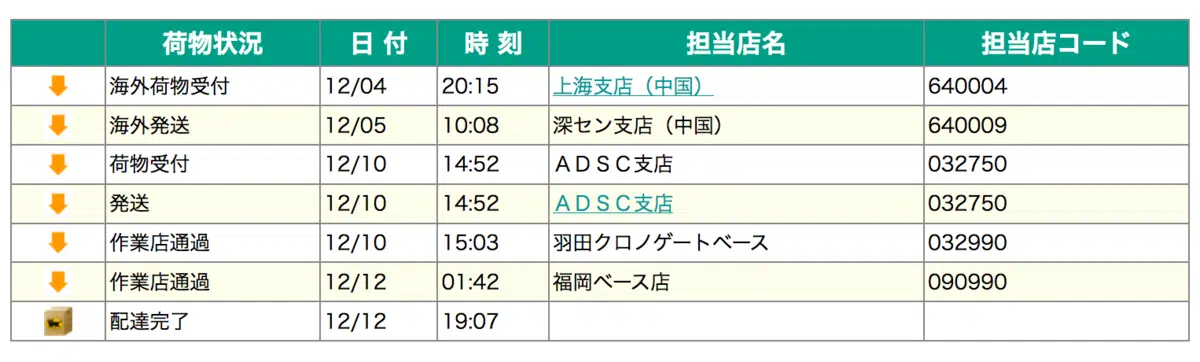 荷物状況 日 付 時 刻 担当店名 担当店コード
海外荷物受付 12/04 20:15 上海支店（中国） 640004
海外発送 12/05 10:08 深セン支店（中国） 640009
荷物受付 12/10 14:52 ＡＤＳＣ支店 032750
発送 12/10 14:52 ＡＤＳＣ支店 032750
作業店通過 12/10 15:03 羽田クロノゲートベース 032990
作業店通過 12/12 01:42 福岡ベース店 090990
配達完了 12/12 19:07